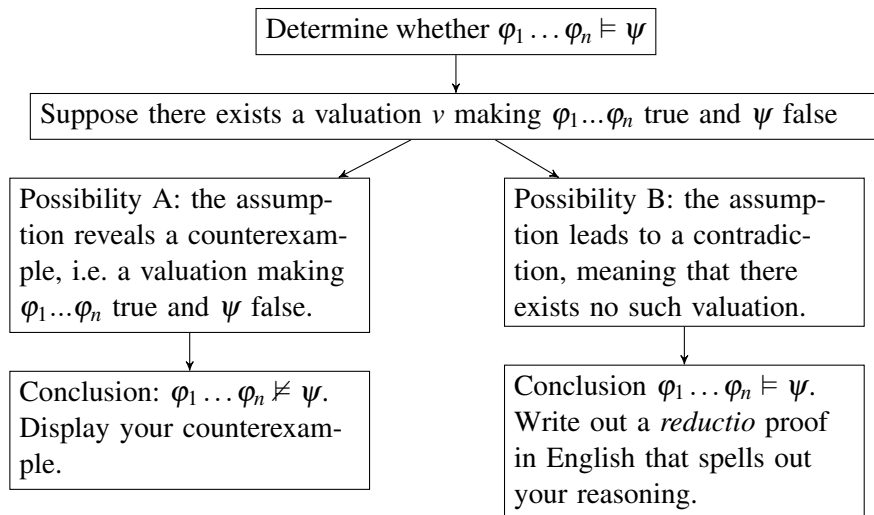 Determine whether φ₁ … φₙ ⊨ ψ
Suppose there exists a valuation v making φ₁...φₙ true and ψ false
Possibility A: the assump-
tion reveals a counterexam-
ple, i.e. a valuation making
φ₁...φₙ true and ψ false.
Possibility B: the assump-
tion leads to a contradic-
tion, meaning that there
exists no such valuation.
Conclusion: φ₁ … φₙ ⊭ ψ.
Display your counterexam-
ple.
Conclusion φ₁ … φₙ ⊨ ψ.
Write out a reductio proof
in English that spells out
your reasoning.